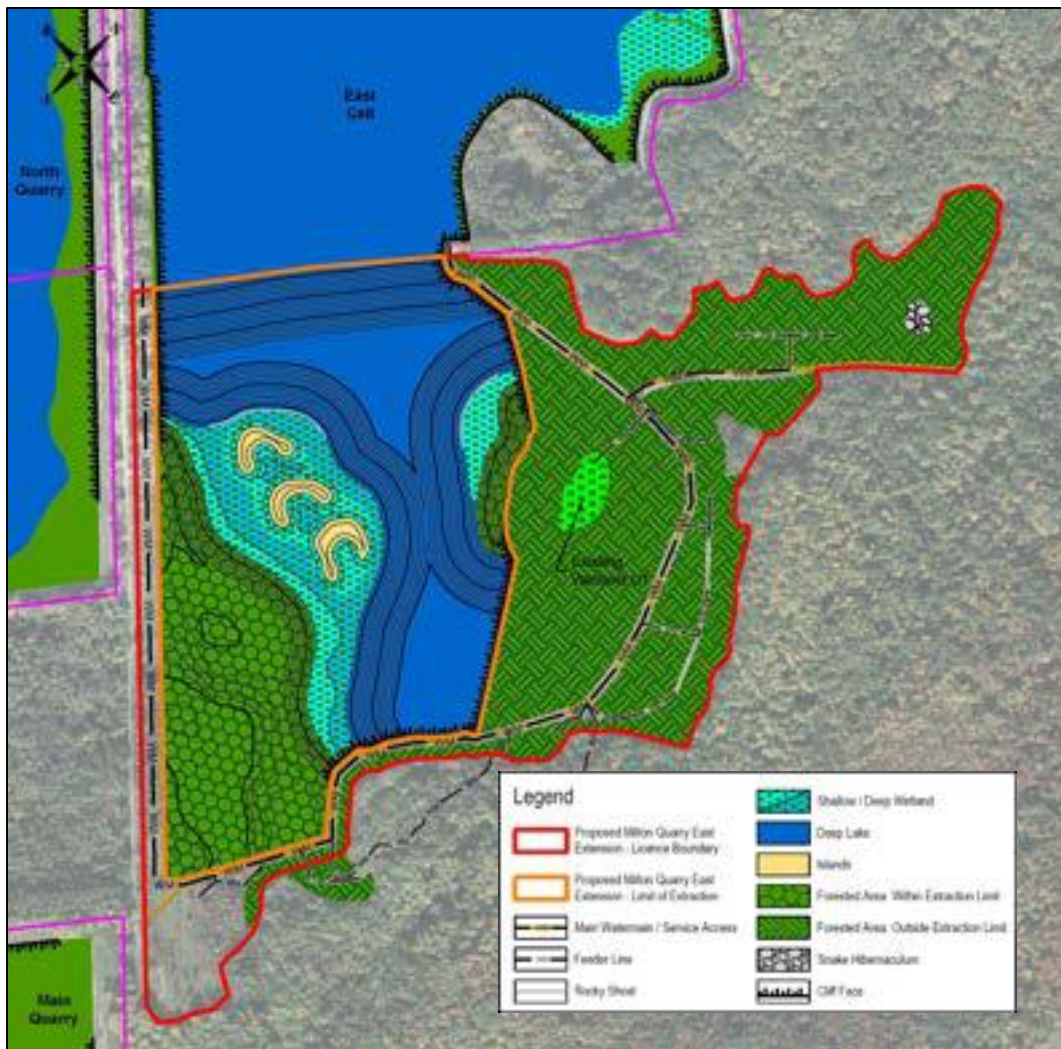 East
Cell
North
Quarry
Existing
Wetland
Main
Quarry
Legend
Proposed Milton Quarry East
Extension - Licence Boundary
Proposed Milton Quarry East
Extension - Limit of Extraction
Main Watermain / Service Access
Feeder Line
Rocky Shoal
Shallow / Deep Wetland
Deep Lake
Islands
Forested Area Within Extraction Limit
Forested Area Outside Extraction Limit
Snake Hibernaculum
Cliff Face